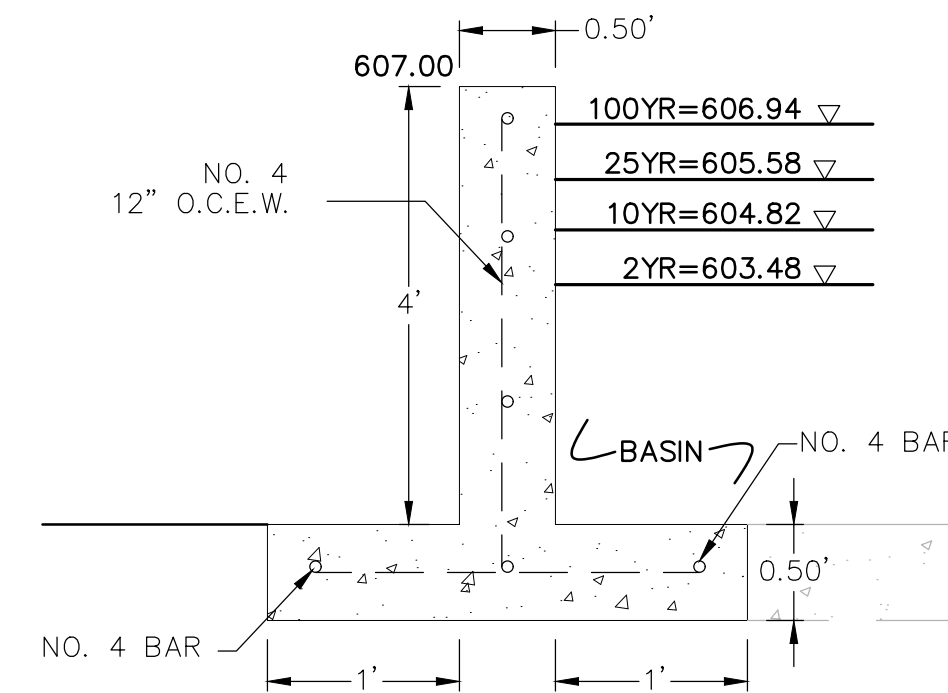 0.50'
607.00
100YR=606.94
25YR=605.58
NO. 4
12” O.C.E.W.
10YR=604.82
2YR=603.48
4'
BASIN
NO. 4 BAR
0.50'
NO. 4 BAR
1'
1'